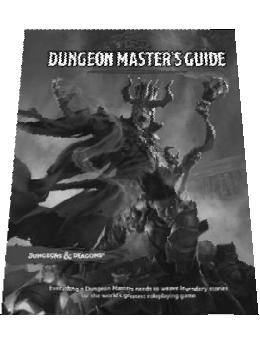 DUNGEON MASTER'S GUIDE
DUNGEONS & DRAGONS®
Everything a Dungeon Master needs to weave legendary stories
for the world's greatest roleplaying game